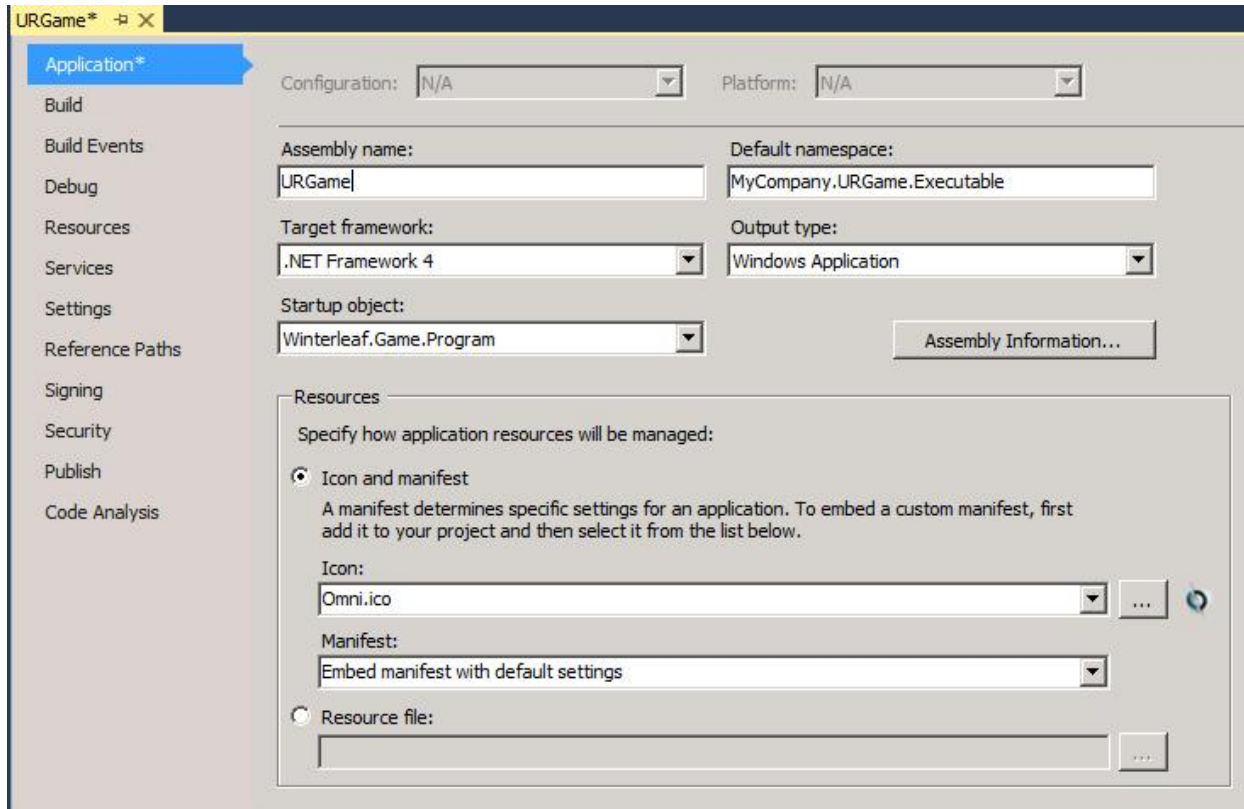 URGame*
Application*
Build
Build Events
Debug
Resources
Services
Settings
Reference Paths
Signing
Security
Publish
Code Analysis
Configuration: N/A Platform: N/A
Assembly name: Default namespace:
URGame MyCompany.URGame.Executable
Target framework: Output type:
.NET Framework 4 Windows Application
Startup object:
Winterleaf.Game.Program Assembly Information...
Resources
Specify how application resources will be managed:
Icon and manifest
A manifest determines specific settings for an application. To embed a custom manifest, first
add it to your project and then select it from the list below.
Icon:
Omni.ico ...
Manifest:
Embed manifest with default settings
Resource file:
...